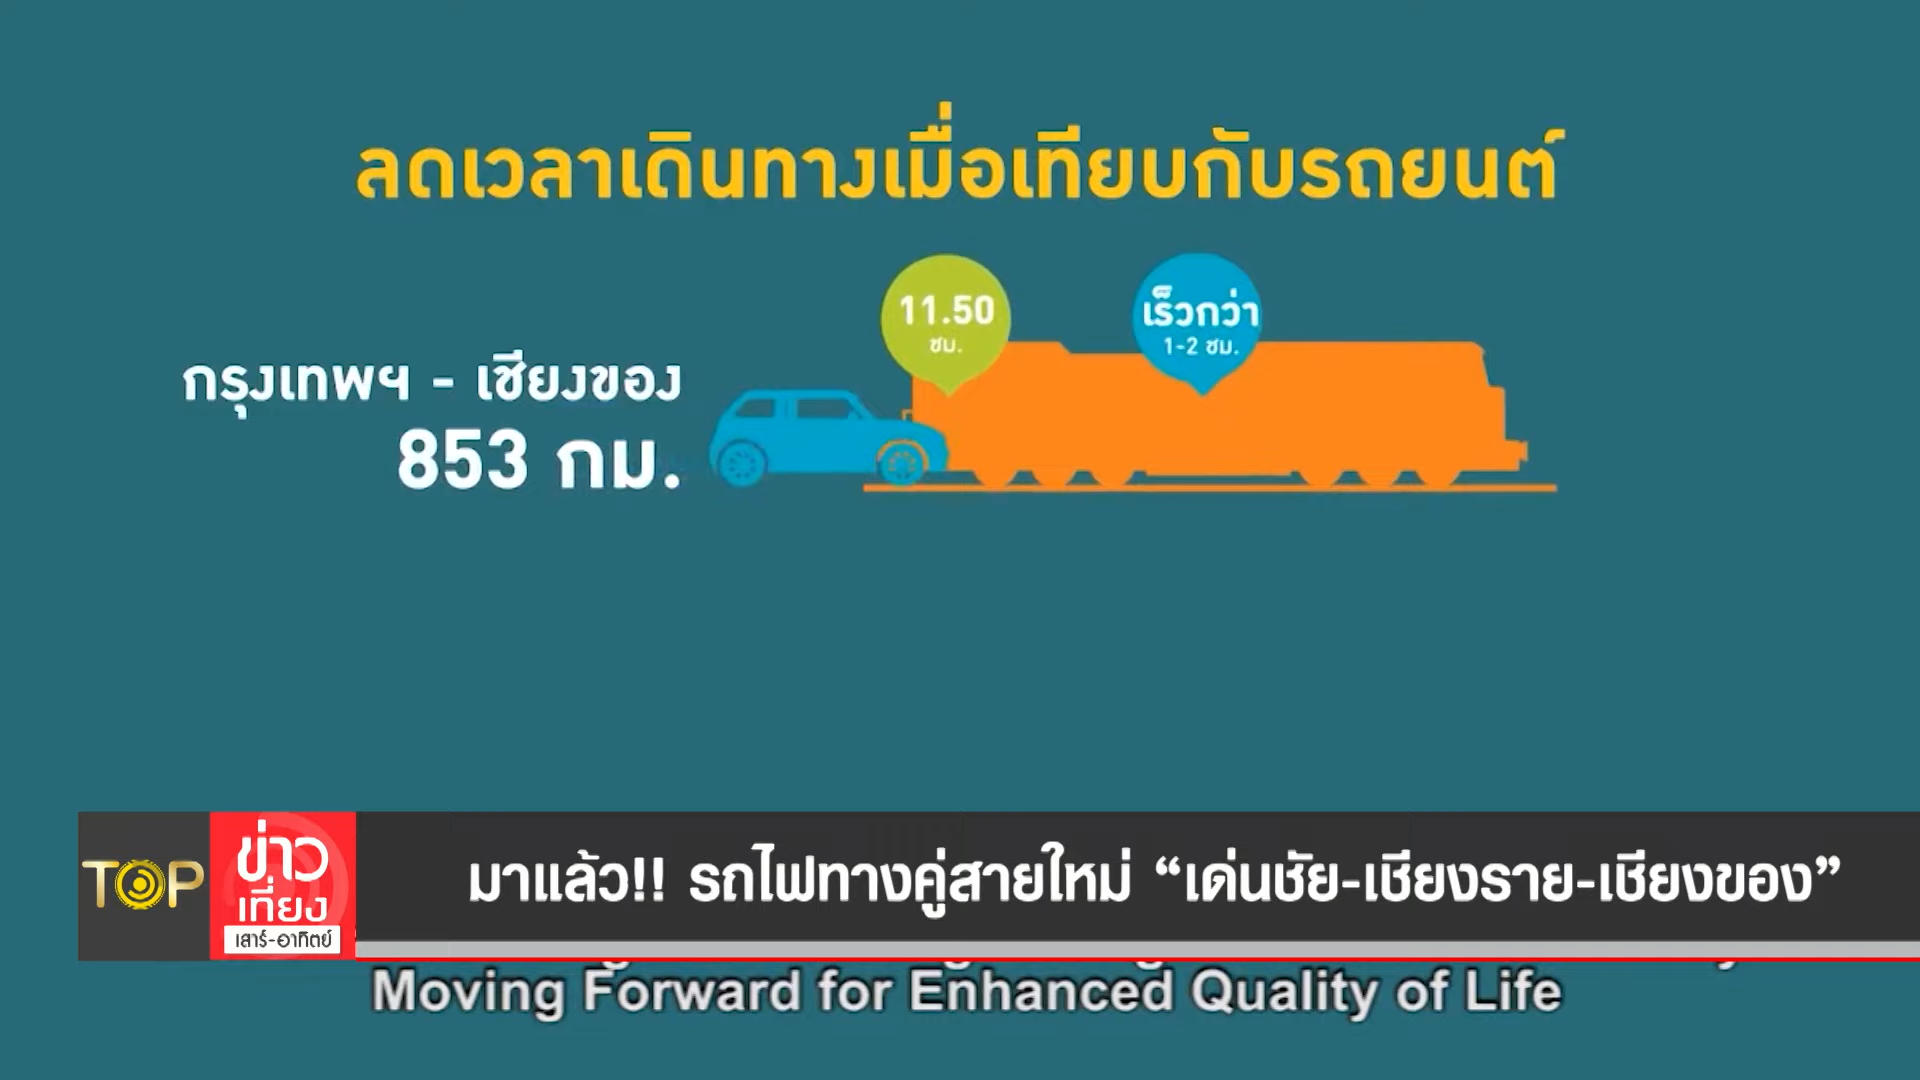 ลดเวลาเดินทางเมื่อเทียบกับรถยนต์
11.50
ชม.
เร็วกว่า
1-2 ชม.
กรุงเทพฯ - เชียงของ
853 กม.
TOP
ข่าว
เที่ยง
เสาร์-อาทิตย์
มาแล้ว!! รถไฟทางคู่สายใหม่ “เด่นชัย-เชียงราย-เชียงของ”
Moving Forward for Enhanced Quality of Life